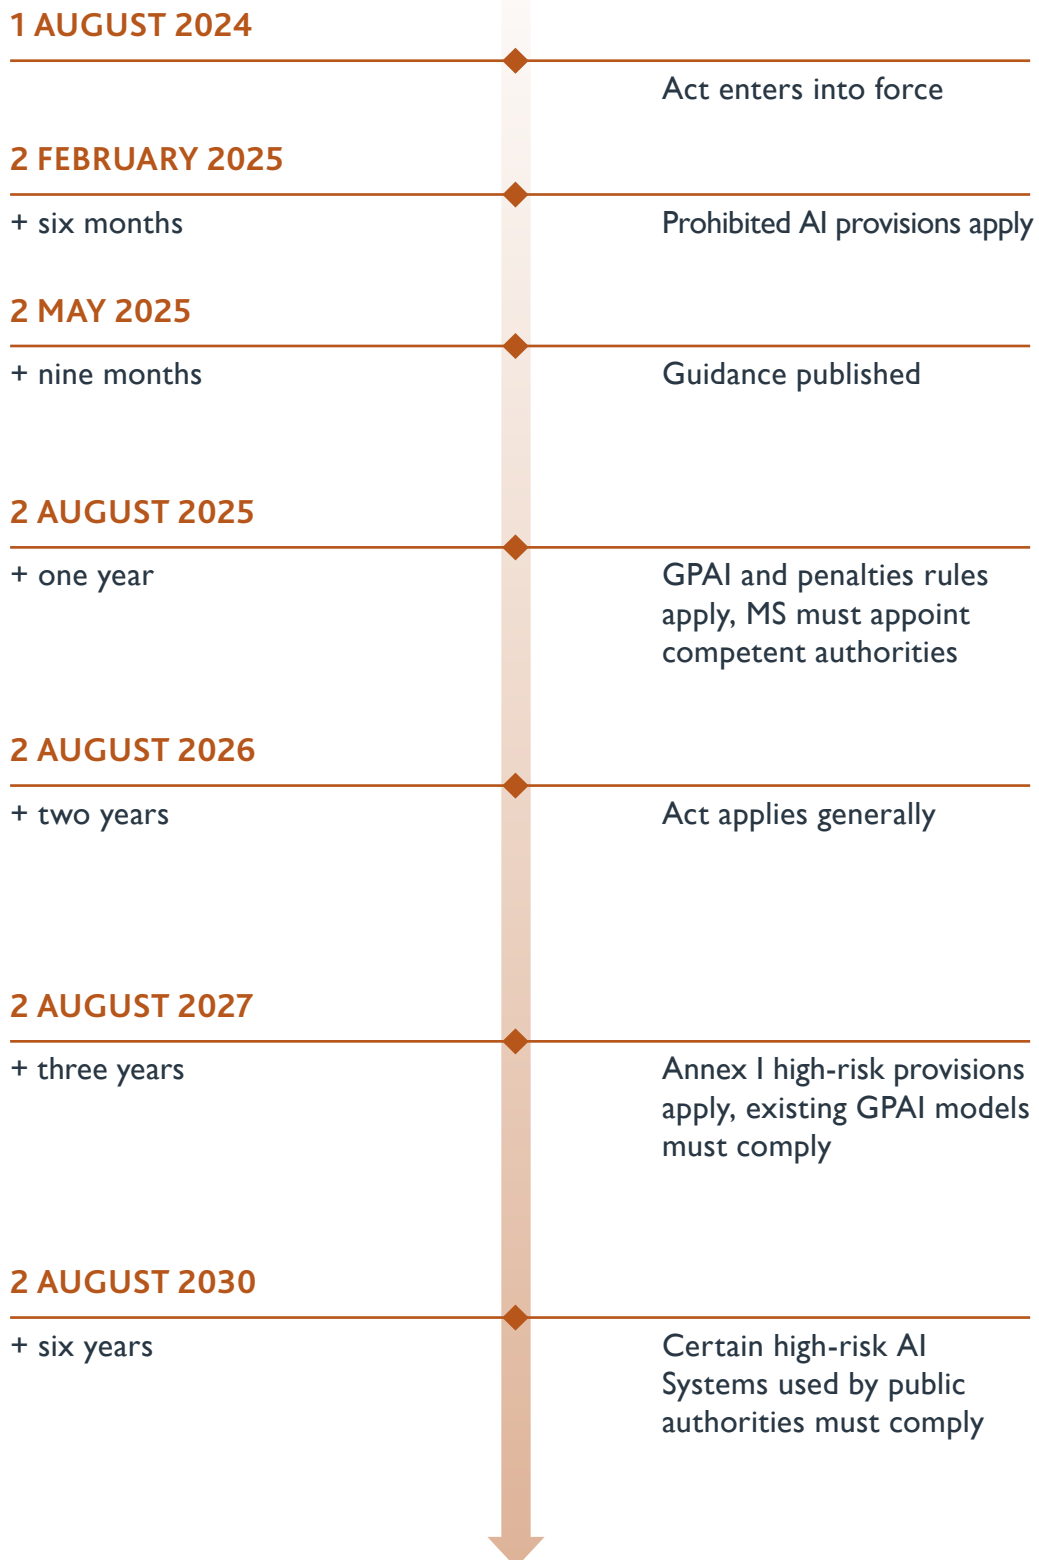 1 AUGUST 2024
Act enters into force
2 FEBRUARY 2025
+ six months
Prohibited AI provisions apply
2 MAY 2025
+ nine months
Guidance published
2 AUGUST 2025
+ one year
GPAI and penalties rules
apply, MS must appoint
competent authorities
2 AUGUST 2026
+ two years
Act applies generally
2 AUGUST 2027
+ three years
Annex I high-risk provisions
apply, existing GPAI models
must comply
2 AUGUST 2030
+ six years
Certain high-risk AI
Systems used by public
authorities must comply